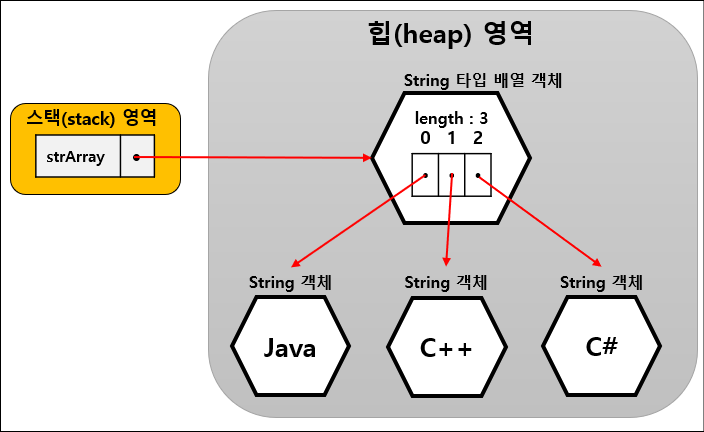 힙(heap) 영역
String 타입 배열 객체
스택(stack) 영역
strArray
length : 3
0 1 2
String 객체
String 객체
String 객체
Java
C++
C#